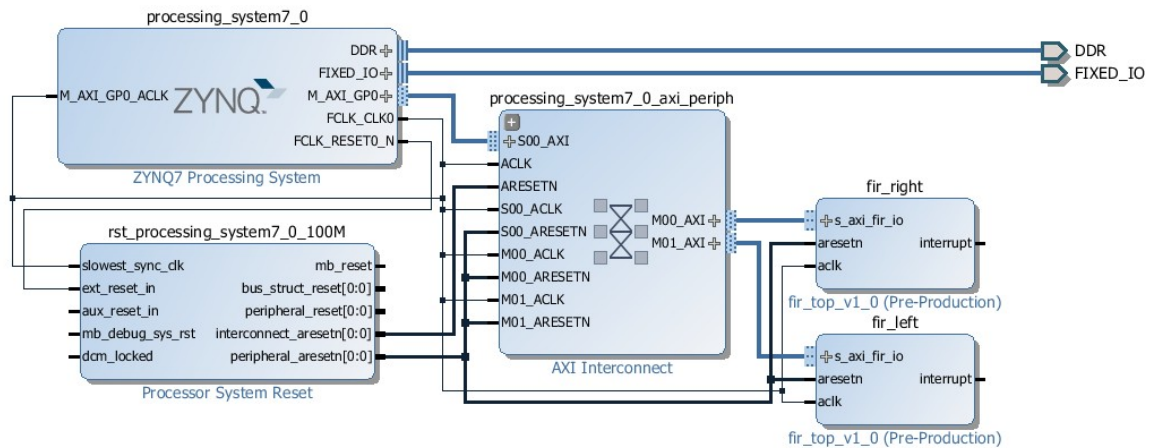 processing_system7_0
DDR
FIXED_IO
M_AXI_GP0_ACLK
ZYNQ
M_AXI_GP0
FCLK_CLK0
FCLK_RESET0_N
ZYNQ7 Processing System
DDR
FIXED_IO
processing_system7_0_axi_periph
S00_AXI
ACLK
ARESETN
S00_ACLK
S00_ARESETN
M00_ACLK
M00_ARESETN
M01_ACLK
M01_ARESETN
M00_AXI
M01_AXI
AXI Interconnect
rst_processing_system7_0_100M
slowest_sync_clk
ext_reset_in
aux_reset_in
mb_debug_sys_rst
dcm_locked
mb_reset
bus_struct_reset[0:0]
peripheral_reset[0:0]
interconnect_aresetn[0:0]
peripheral_aresetn[0:0]
Processor System Reset
fir_right
s_axi_fir_io
aresetn
aclk
interrupt
fir_top_v1_0 (Pre-Production)
fir_left
s_axi_fir_io
aresetn
aclk
interrupt
fir_top_v1_0 (Pre-Production)